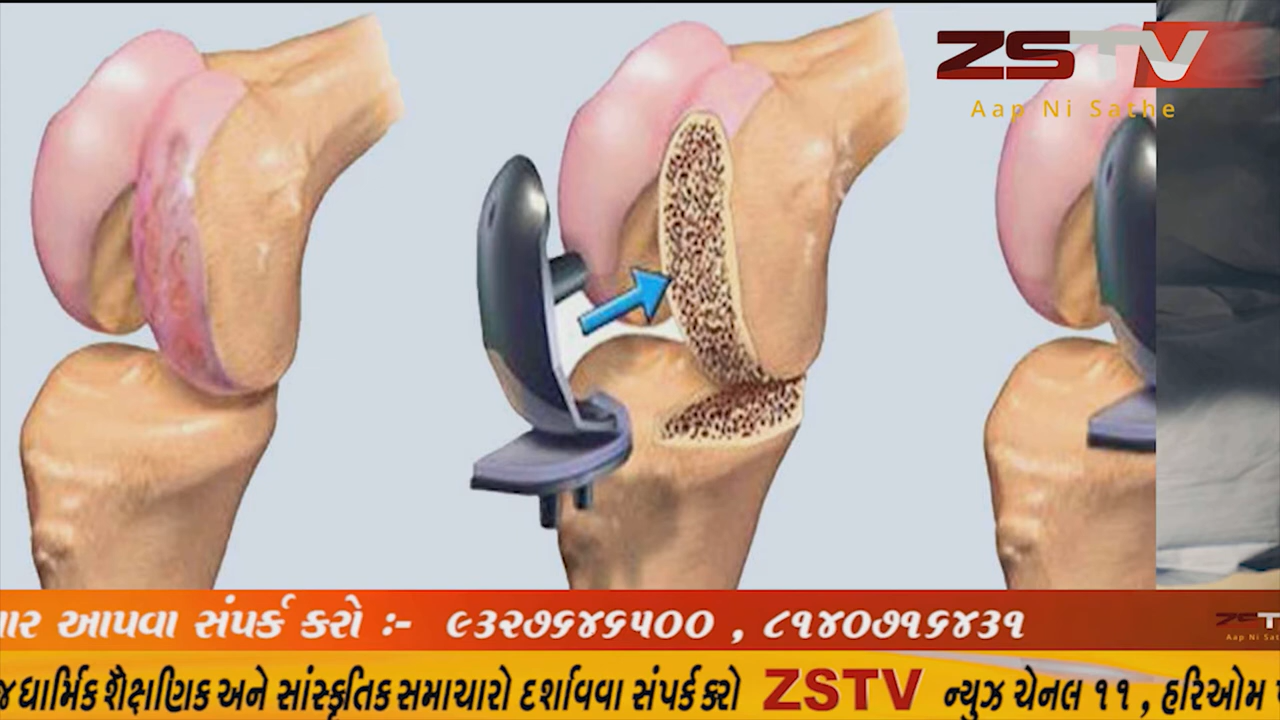 ZSTV
Aap Ni Sathe
આપવા સંપર્ક કરો :- ૯૩૨૭૬૪૬૫૦૦ , ૮૧૪૦૭૧૬૪૩૧
ધાર્મિક શૈક્ષણિક અને સાંસ્કૃતિક સમાચારો દર્શાવવા સંપર્ક કરો ZSTV ન્યુઝ ચેનલ ૧૧ , હરિઓમ